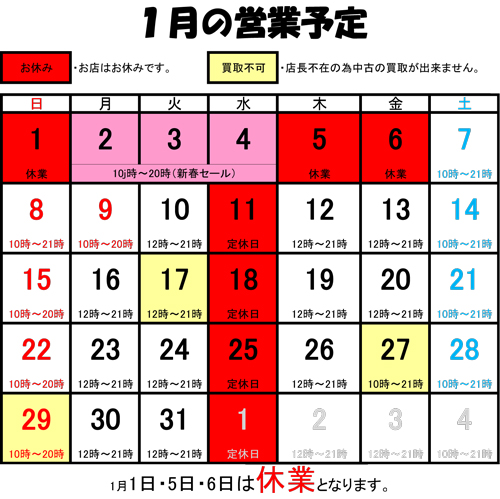 1月の営業予定
お休み ・お店はお休みです。 買取不可 ・店長不在の為中古の買取が出来ません。
日 月 火 水 木 金 土
1 2 3 4 5 6 7
休業 10j時～20時(新春セール) 休業 休業 10時～21時
8 9 10 11 12 13 14
10時～21時 10時～20時 12時～21時 定休日 12時～21時 12時～21時 10時～21時
15 16 17 18 19 20 21
10時～20時 12時～21時 12時～21時 定休日 12時～21時 12時～21時 10時～21時
22 23 24 25 26 27 28
10時～20時 12時～21時 12時～21時 定休日 12時～21時 10時～21時 10時～21時
29 30 31 1 2 3 4
10時～20時 12時～21時 12時～21時 定休日 12時～21時 12時～21時 10時～21時
1月1日・5日・6日は休業となります。